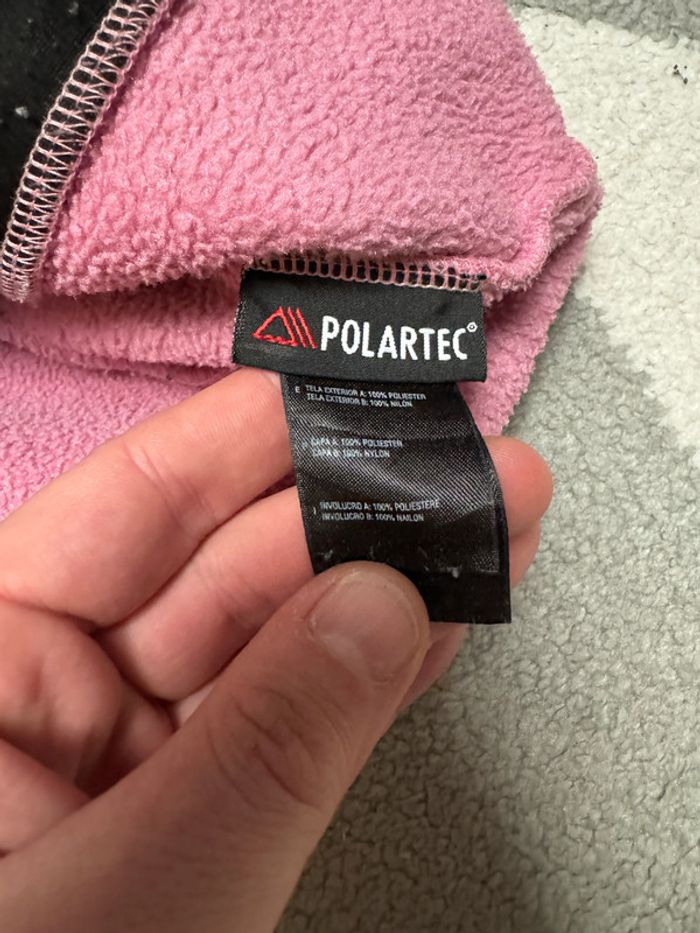 POLARTEC®
E TELA EXTERIOR A: 100% POLIESTER
TELA EXTERIOR B: 100% NILON
P CAPA A: 100% POLIESTER
CAPA B: 100% NYLON
I INVOLUCRO A: 100% POLIESTERE
INVOLUCRO B: 100% NAILON